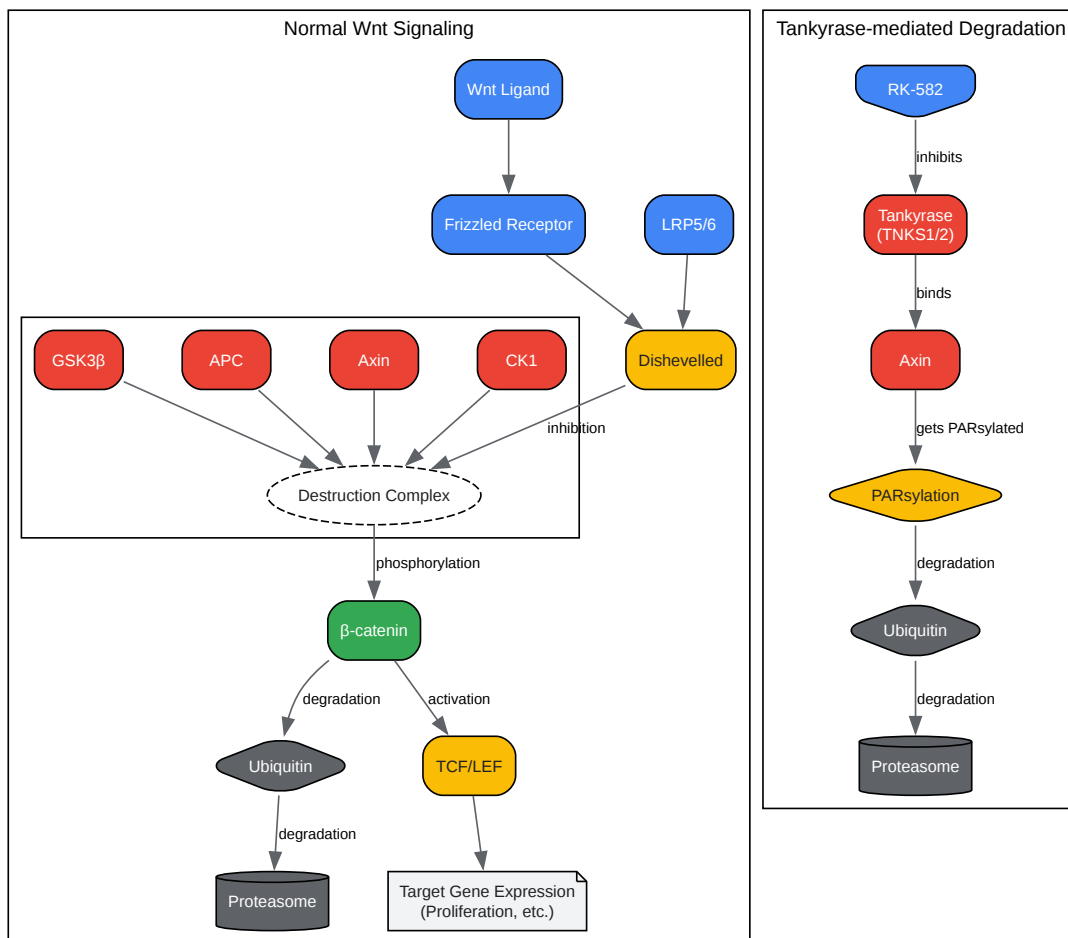 Normal Wnt Signaling
Wnt Ligand
Frizzled Receptor
LRP5/6
GSK3β
APC
Axin
CK1
Dishevelled
inhibition
Destruction Complex
phosphorylation
β-catenin
degradation
activation
Ubiquitin
TCF/LEF
degradation
Proteasome
Target Gene Expression
(Proliferation, etc.)
Tankyrase-mediated Degradation
RK-582
inhibits
Tankyrase
(TNKS1/2)
binds
Axin
gets PARsylated
PARsylation
degradation
Ubiquitin
degradation
Proteasome